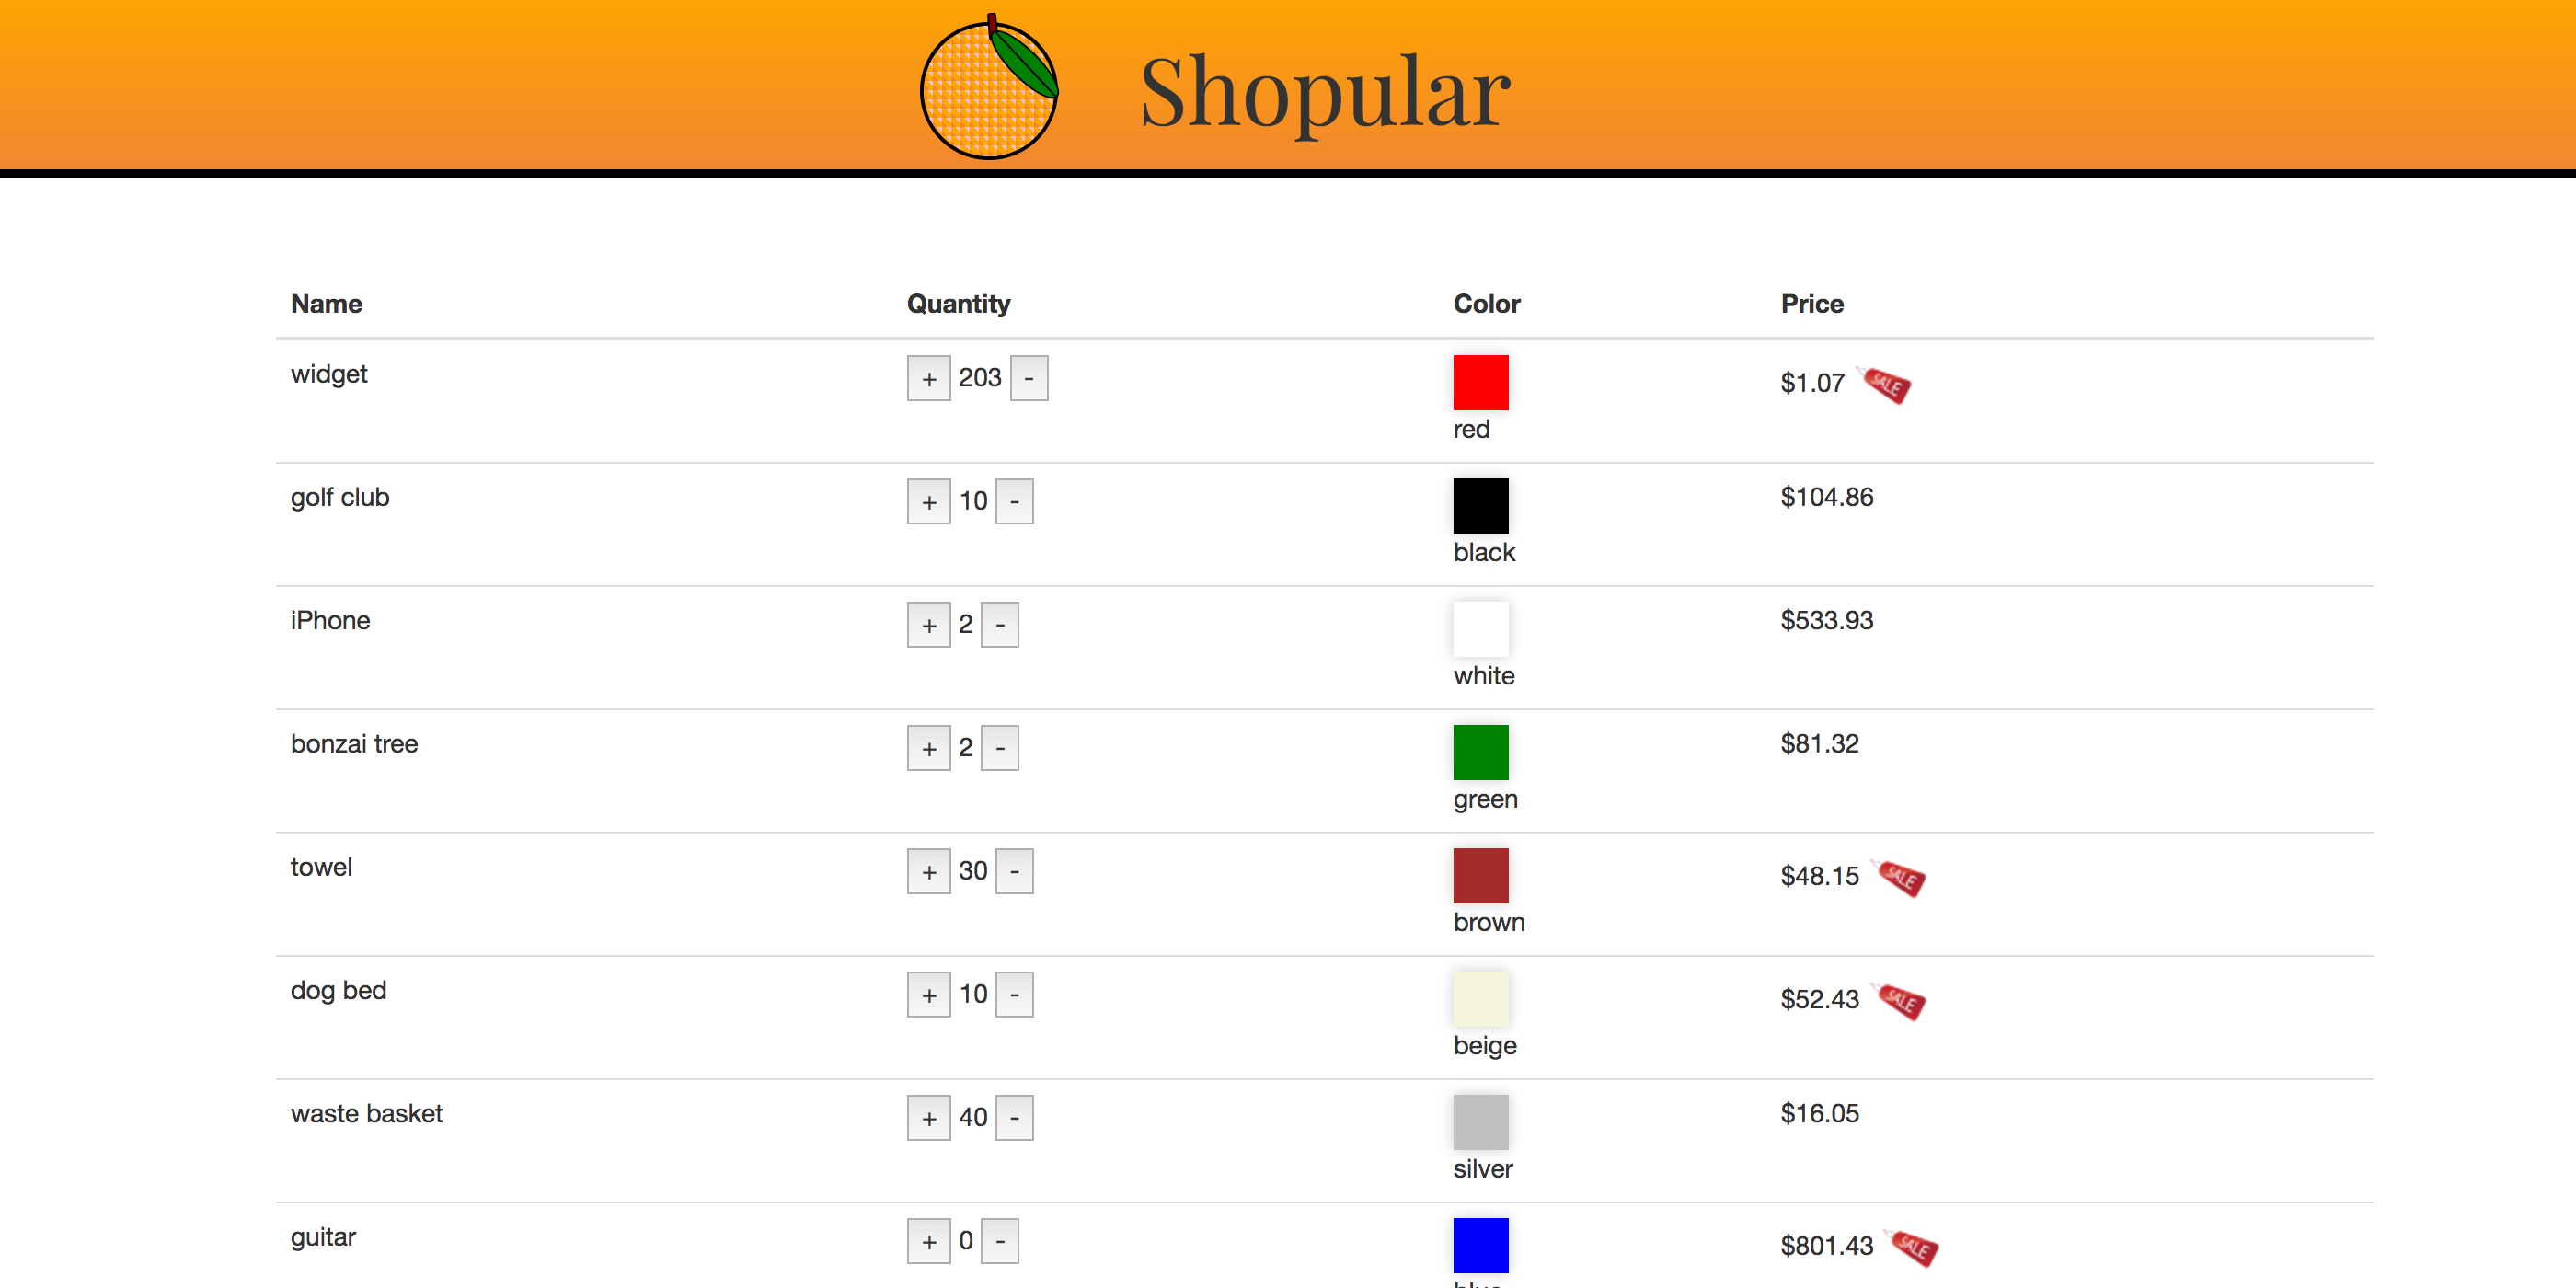 Shopular
Name Quantity Color Price
widget + 203 - $1.07 SALE
red
golf club + 10 - $104.86
black
iPhone + 2 - $533.93
white
bonzai tree + 2 - $81.32
green
towel + 30 - $48.15 SALE
brown
dog bed + 10 - $52.43 SALE
beige
waste basket + 40 - $16.05
silver
guitar + 0 - $801.43 SALE